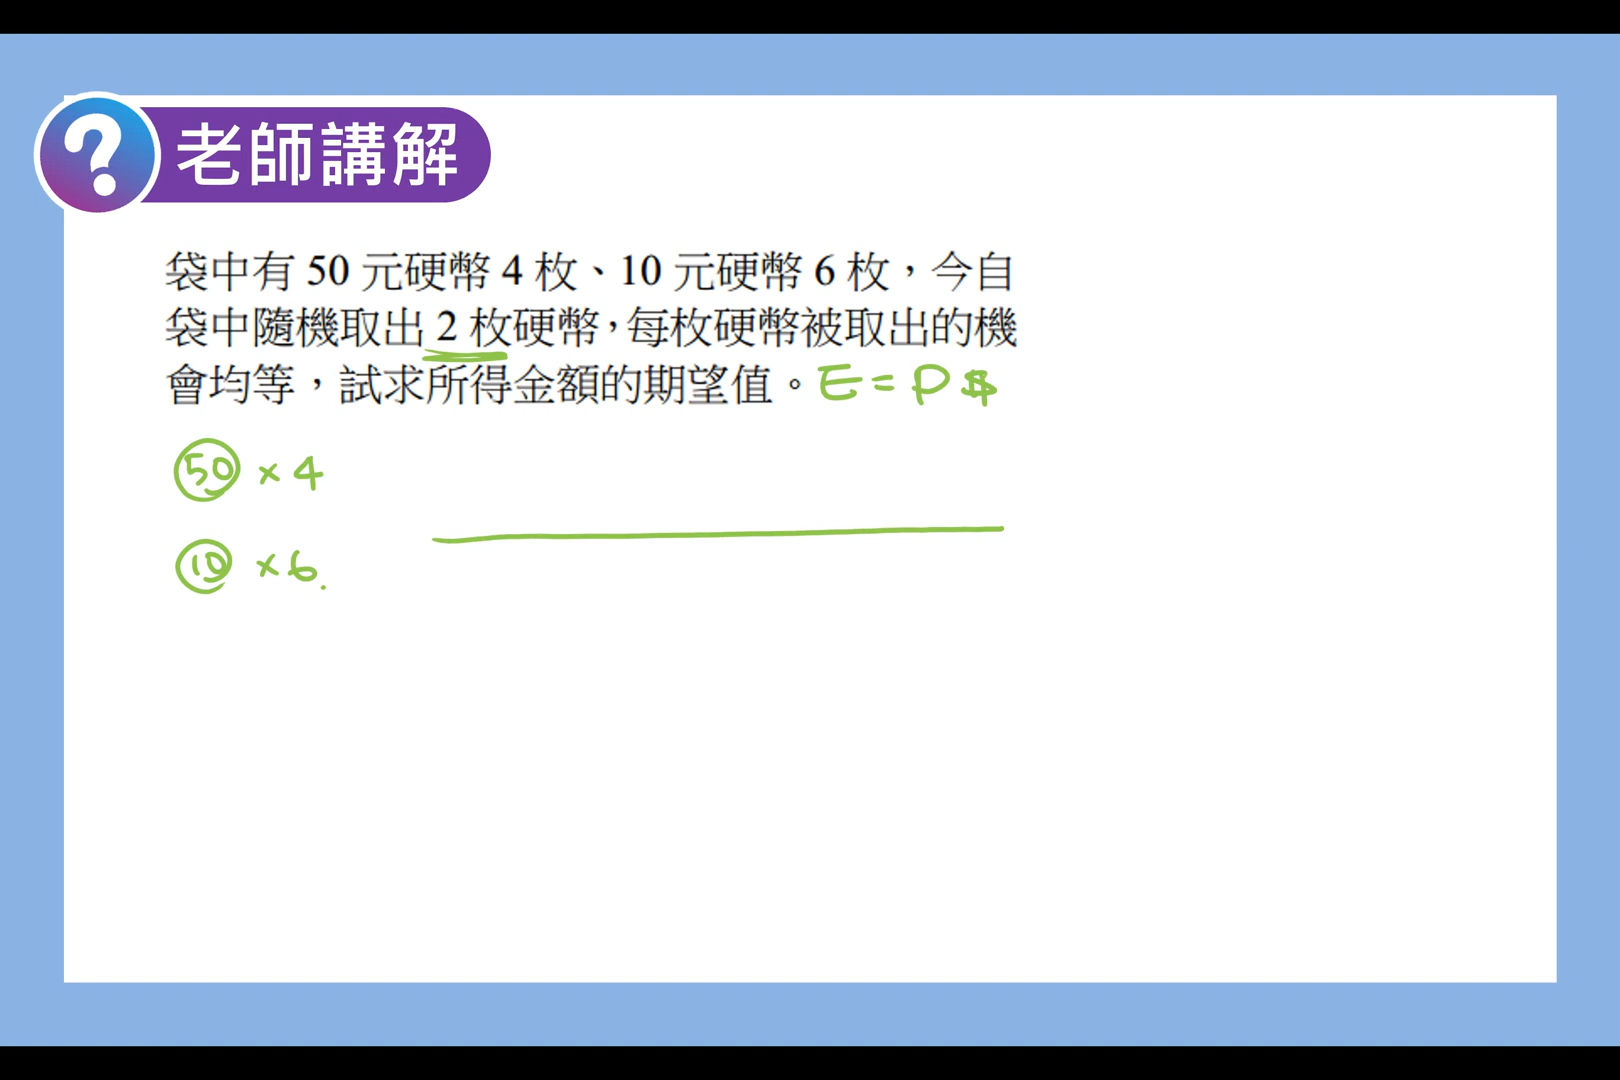 ?
老師講解
袋中有 50 元硬幣 4 枚、10 元硬幣 6 枚，今自
袋中隨機取出 2 枚硬幣，每枚硬幣被取出的機
會均等，試求所得金額的期望值。E = P $
50 × 4
10 × 6.